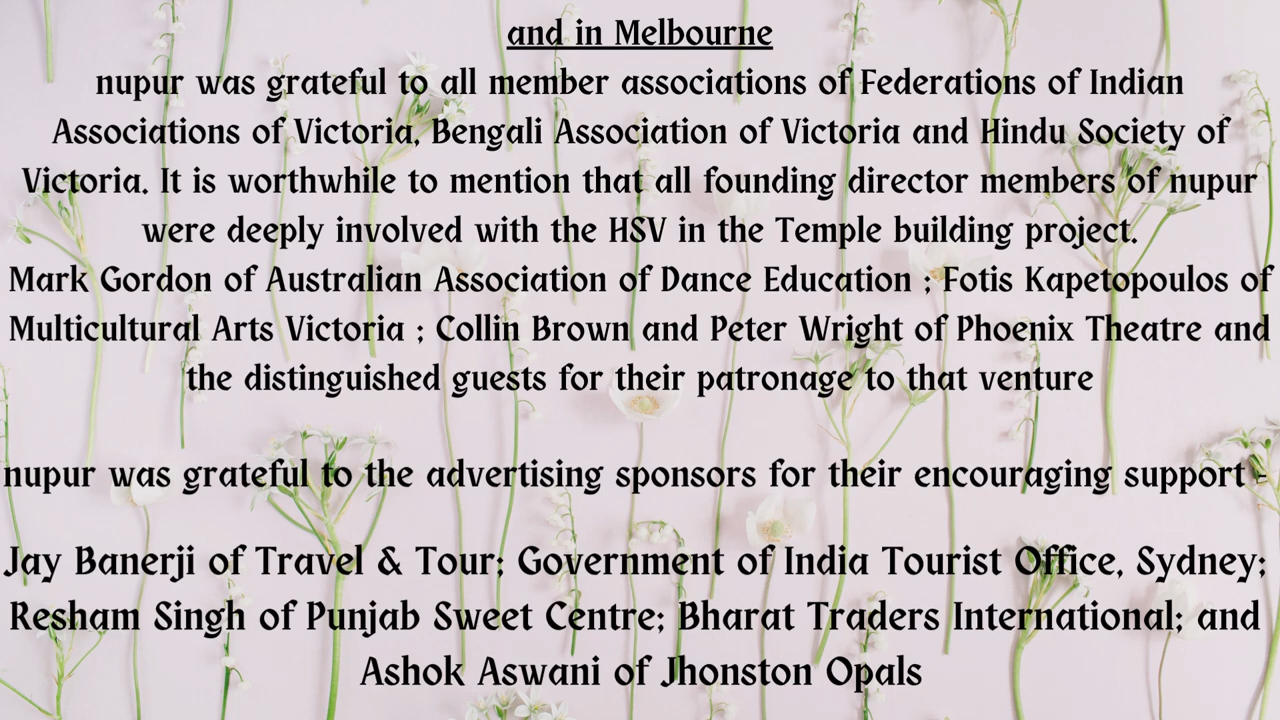 and in Melbourne
nupur was grateful to all member associations of Federations of Indian
Associations of Victoria, Bengali Association of Victoria and Hindu Society of
Victoria. It is worthwhile to mention that all founding director members of nupur
were deeply involved with the HSV in the Temple building project.
Mark Gordon of Australian Association of Dance Education ; Fotis Kapetopoulos of
Multicultural Arts Victoria ; Collin Brown and Peter Wright of Phoenix Theatre and
the distinguished guests for their patronage to that venture
nupur was grateful to the advertising sponsors for their encouraging support -
Jay Banerji of Travel & Tour; Government of India Tourist Office, Sydney;
Resham Singh of Punjab Sweet Centre; Bharat Traders International; and
Ashok Aswani of Jhonston Opals